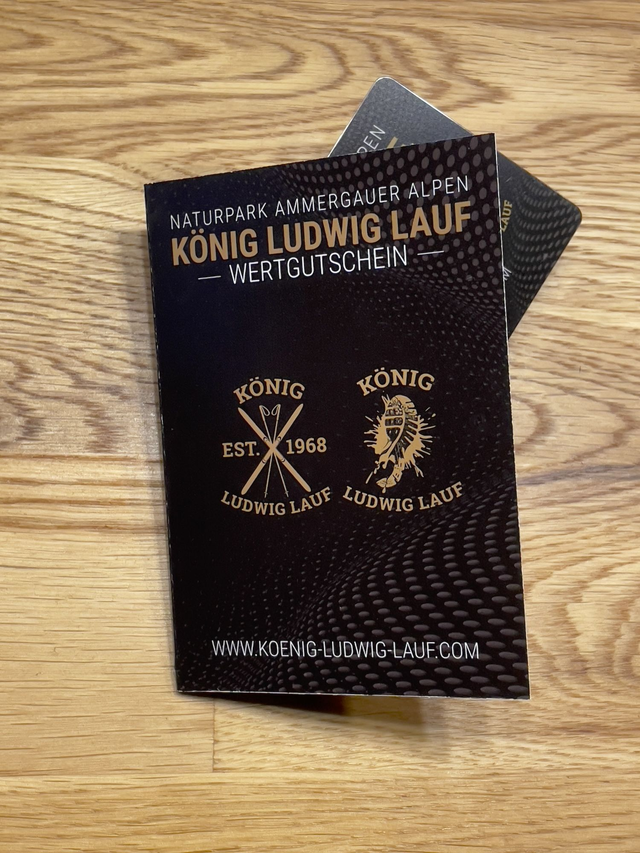 NATURPARK AMMERGAUER ALPEN
KÖNIG LUDWIG LAUF
— WERTGUTSCHEIN —
KÖNIG
EST. 1968
LUDWIG LAUF
KÖNIG
LUDWIG LAUF
WWW.KOENIG-LUDWIG-LAUF.COM